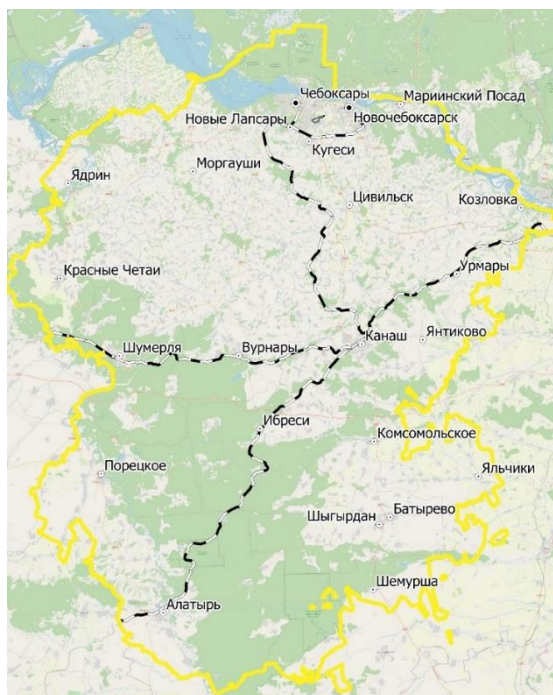 Чебоксары
Мариинский Посад
Новые Лапсары
Новочебоксарск
Кугеси
Моргауши
Ядрин
Цивильск
Козловка
Урмары
Красные Четаи
Канаш
Янтиково
Шумерля
Вурнары
Ибреси
Комсомольское
Порецкое
Яльчики
Шыгырдан
Батырево
Шемурша
Алатырь